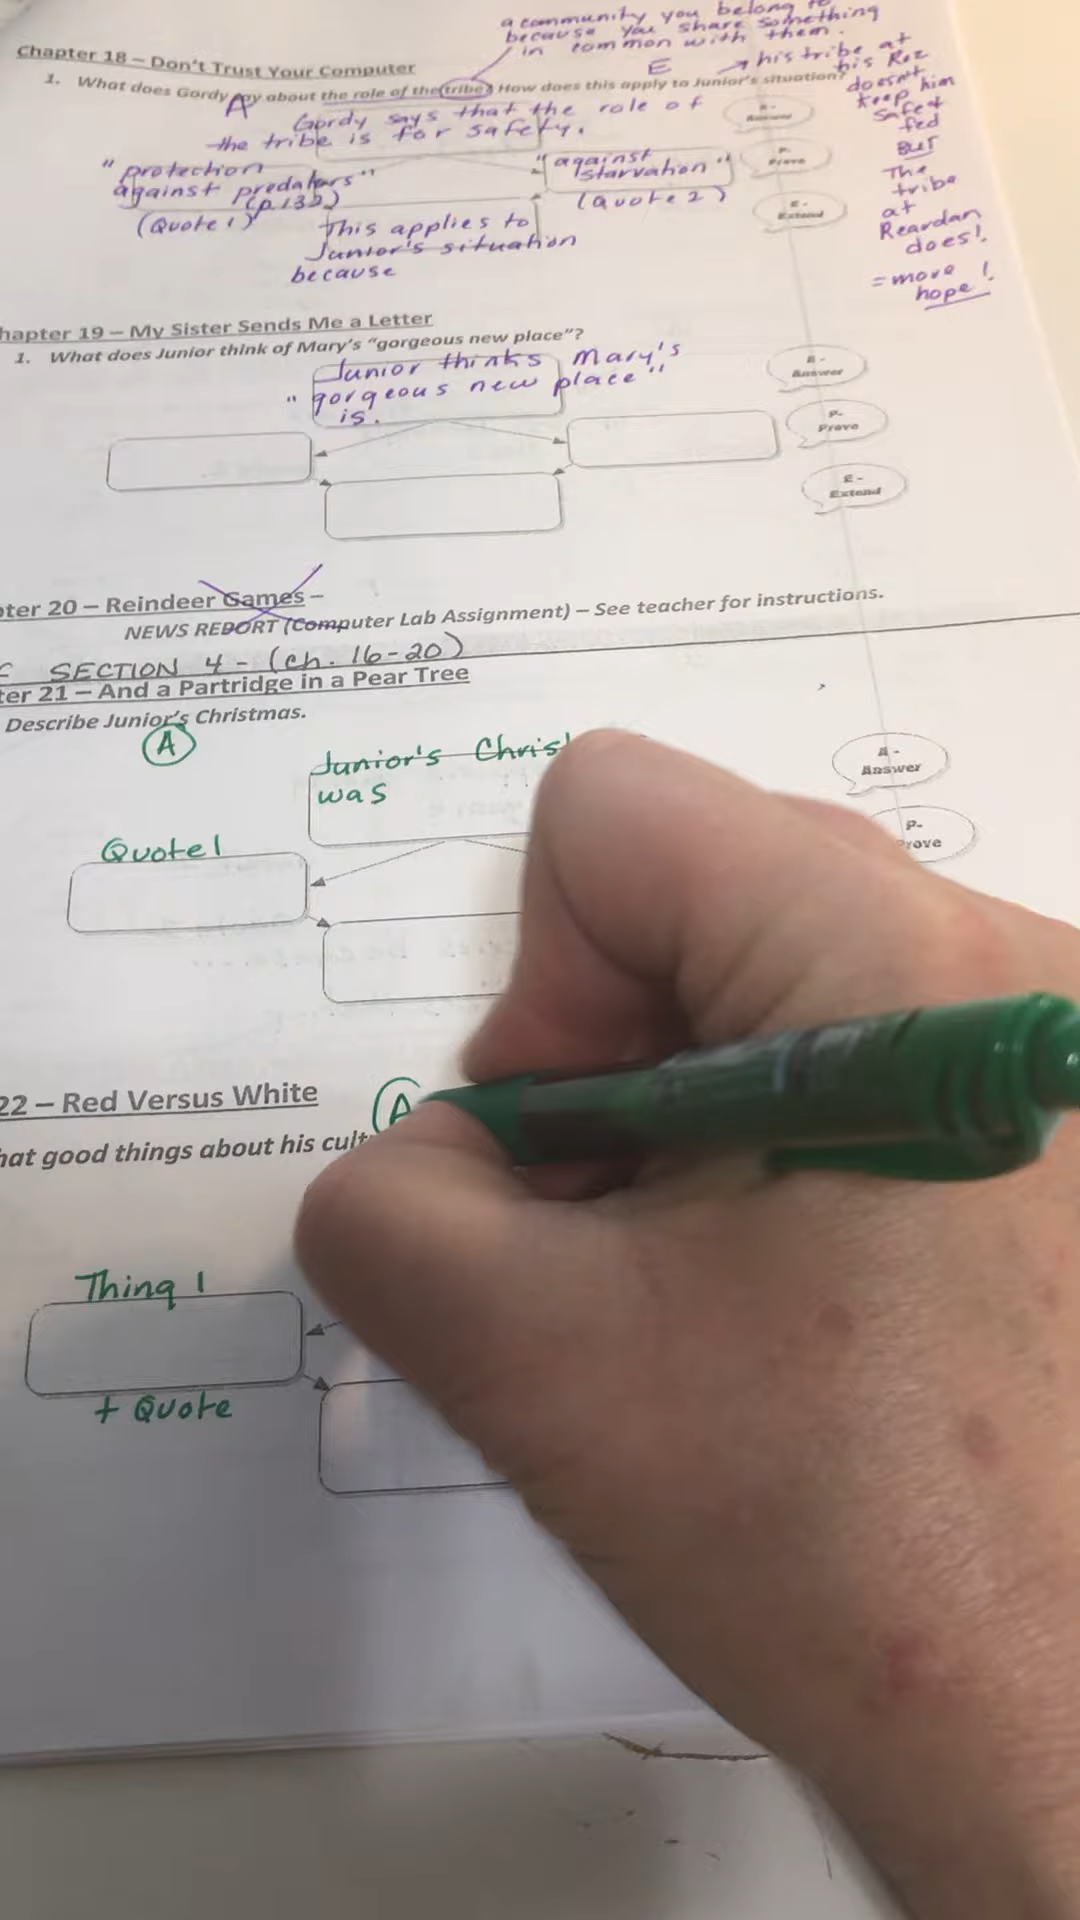 a community you belong to
because you share something
in common with them.
Chapter 18 – Don't Trust Your Computer
1. What does Gordy say about the role of the tribe? How does this apply to Junior's situation?
A
E
his tribe at
his Rez
doesn't
keep him
safe +
fed
BUT
The
tribe
at
Reardan
does!
= more
hope!
Gordy says that the role of
the tribe is for safety.
A -
Answer
"protection
against predators"
(p.132)
(Quote 1)
"against
starvation"
(Quote 2)
P-
Prove
E -
Extend
This applies to
Junior's situation
because
hapter 19 – My Sister Sends Me a Letter
1. What does Junior think of Mary's "gorgeous new place"?
Junior thinks Mary's
"gorgeous new place"
is.
A -
Answer
P-
Prove
E -
Extend
pter 20 – Reindeer Games –
NEWS REPORT (Computer Lab Assignment) – See teacher for instructions.
SECTION 4 - (ch. 16-20)
ter 21 – And a Partridge in a Pear Tree
Describe Junior's Christmas.
A
Junior's Christ
was
A -
Answer
Quote 1
P-
Prove
22 – Red Versus White
A
hat good things about his cult
Thing 1
+ Quote